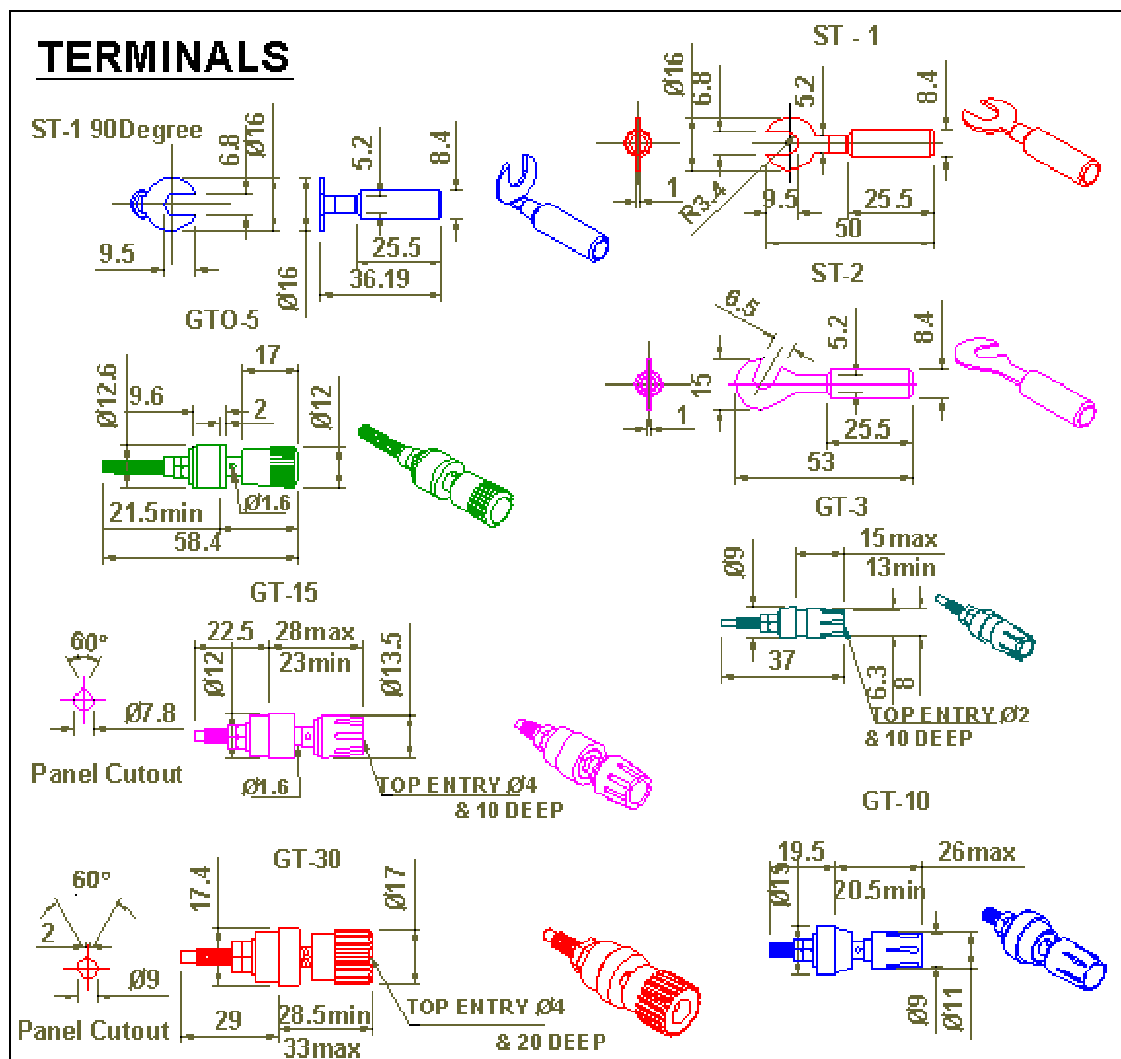 TERMINALS
ST-1 90Degree
6.8
Ø16
5.2
8.4
9.5
25.5
36.19
Ø16
ST - 1
Ø16
6.8
5.2
8.4
1
R3.4
9.5
25.5
50
ST-2
6.5
5.2
8.4
15
1
25.5
53
GTO-5
17
Ø12.6
9.6
2
Ø12
Ø1.6
21.5min
58.4
GT-3
15max
13min
Ø9
37
6.3
8
TOP ENTRY Ø2
& 10 DEEP
GT-15
60°
22.5
28max
23min
Ø12
Ø13.5
Ø7.8
Panel Cutout
Ø1.6
TOP ENTRY Ø4
& 10 DEEP
GT-10
19.5
26max
20.5min
Ø9
Ø11
GT-30
60°
2
Ø9
Panel Cutout
17.4
Ø17
29
28.5min
33max
TOP ENTRY Ø4
& 20 DEEP